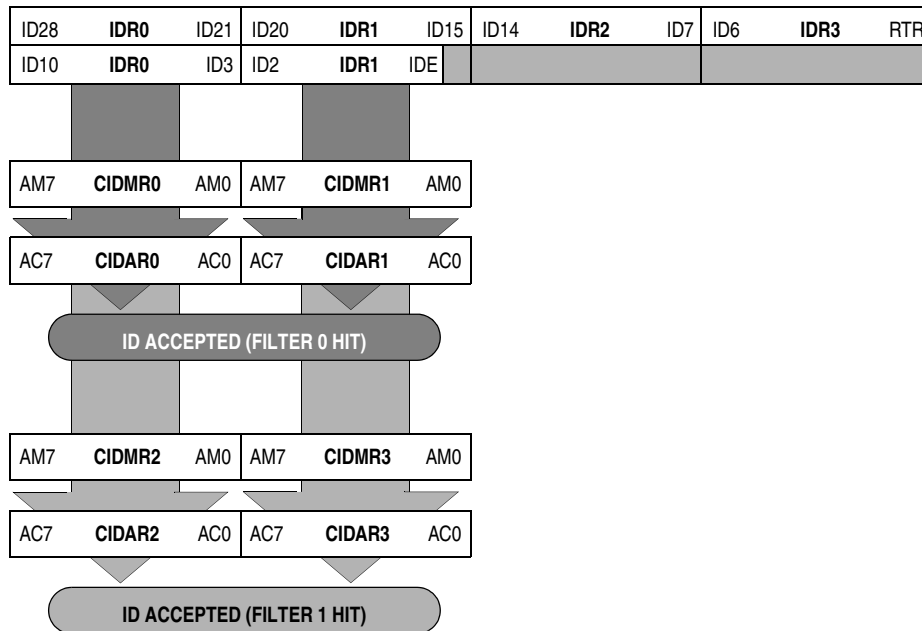 ID28 IDR0 ID21 ID20 IDR1 ID15 ID14 IDR2 ID7 ID6 IDR3 RTR
ID10 IDR0 ID3 ID2 IDR1 IDE
AM7 CIDMR0 AM0 AM7 CIDMR1 AM0
AC7 CIDAR0 AC0 AC7 CIDAR1 AC0
ID ACCEPTED (FILTER 0 HIT)
AM7 CIDMR2 AM0 AM7 CIDMR3 AM0
AC7 CIDAR2 AC0 AC7 CIDAR3 AC0
ID ACCEPTED (FILTER 1 HIT)